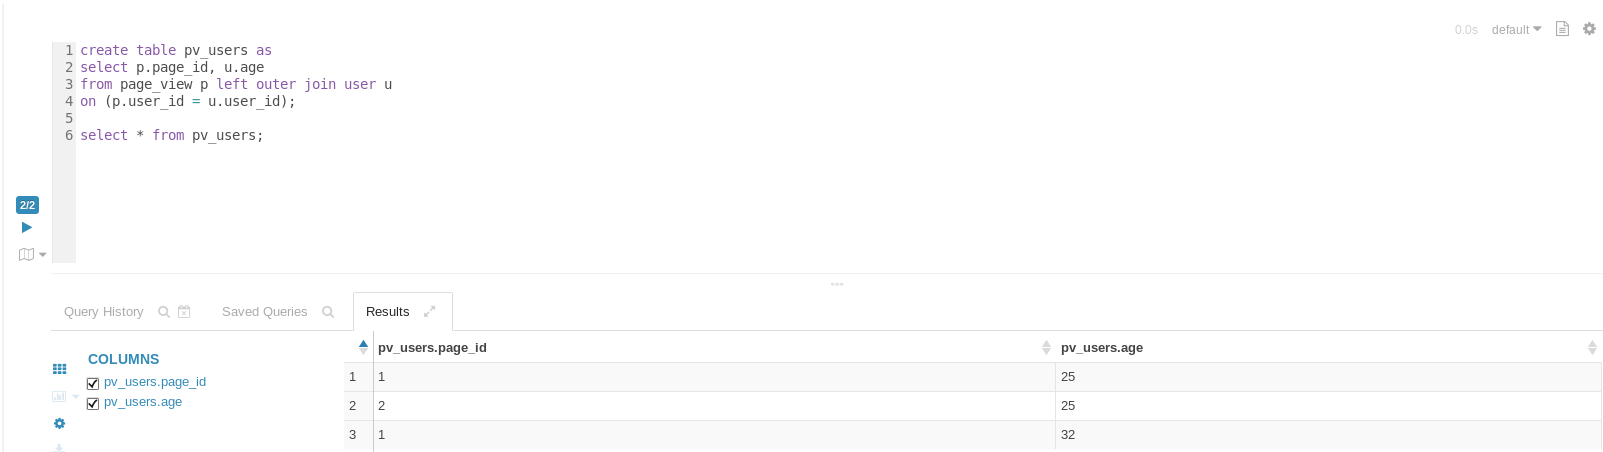 0.0s default
1 create table pv_users as
2 select p.page_id, u.age
3 from page_view p left outer join user u
4 on (p.user_id = u.user_id);
5
6 select * from pv_users;
2/2
Query History Saved Queries Results
COLUMNS
pv_users.page_id
pv_users.age
pv_users.page_id pv_users.age
1 1 25
2 2 25
3 1 32